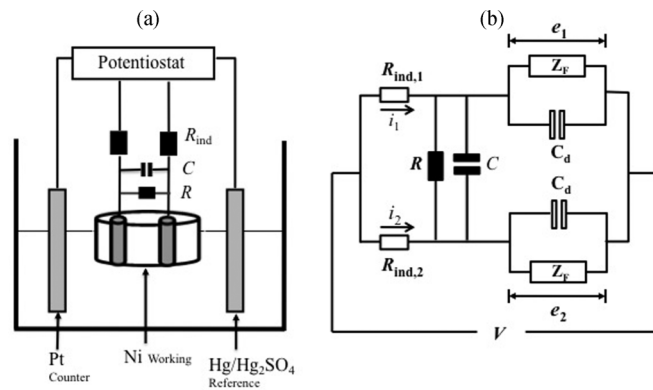 (a)
Potentiostat
R_ind
C
R
Pt
Counter
Ni Working
Hg/Hg₂SO₄
Reference
(b)
e₁
Z_F
R_ind,1
i₁
C_d
R
C
C_d
i₂
R_ind,2
Z_F
e₂
V